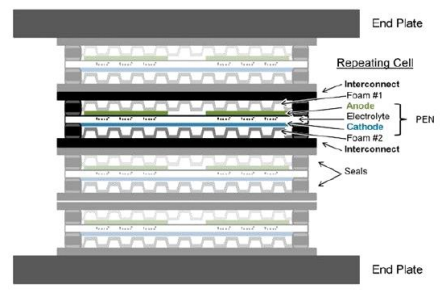 End Plate
Repeating Cell
Interconnect
Foam #1
Anode
Electrolyte
Cathode
Foam #2
Interconnect
PEN
Seals
End Plate